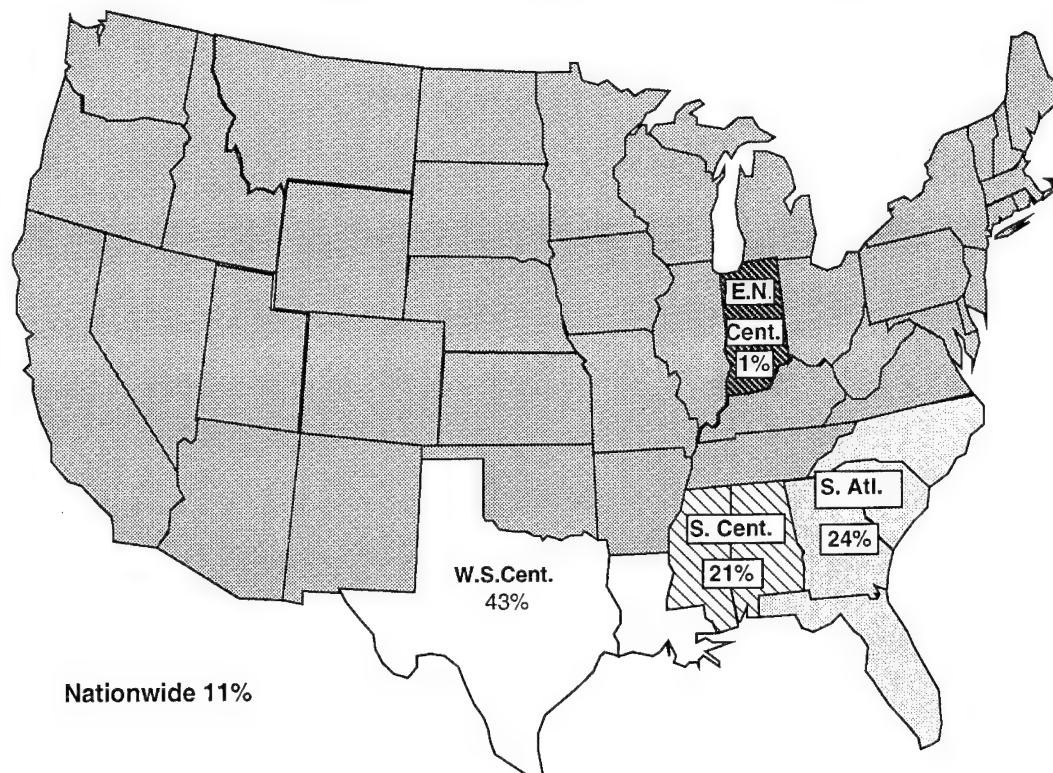 E.N.
Cent.
1%
S. Atl.
24%
S. Cent.
21%
W.S.Cent.
43%
Nationwide 11%